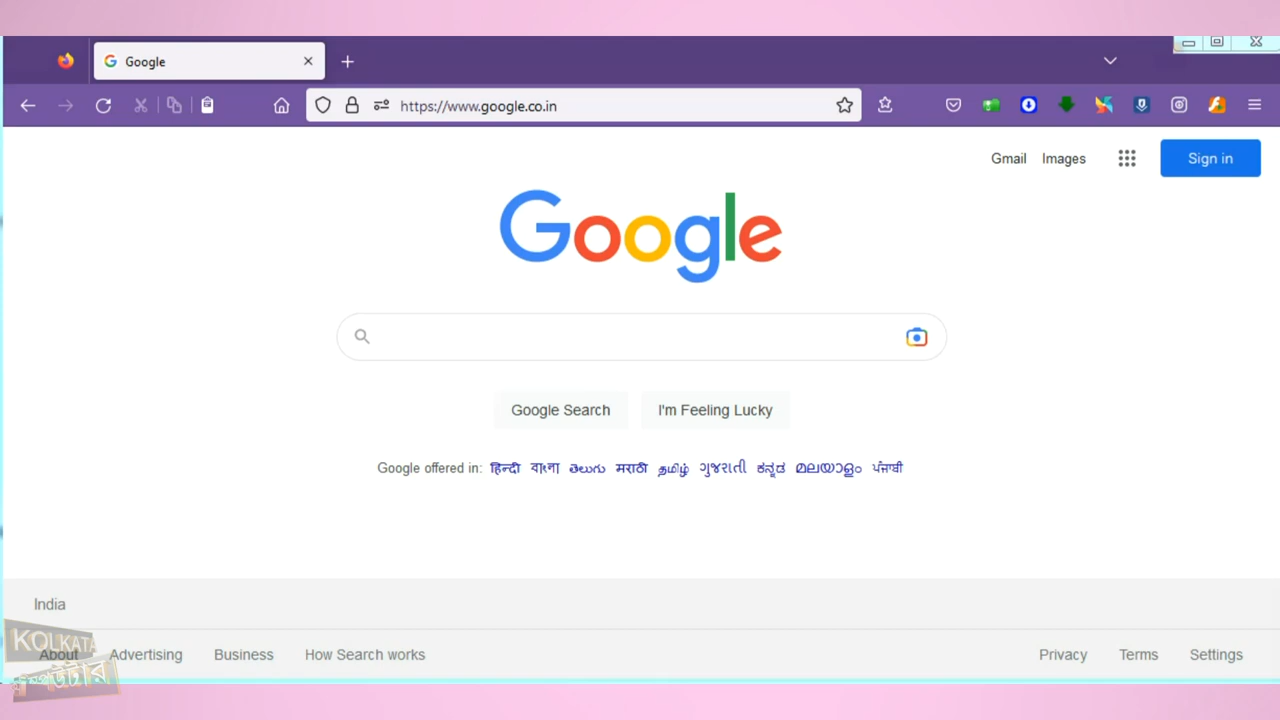 Google
https://www.google.co.in
Gmail Images Sign in
Google
Google Search I'm Feeling Lucky
Google offered in: हिन्दी বাংলা తెలుగు मराठी தமிழ் ગુજરાતી ಕನ್ನಡ മലയാളം ਪੰਜਾਬੀ
India
About Advertising Business How Search works Privacy Terms Settings
KOLKATA